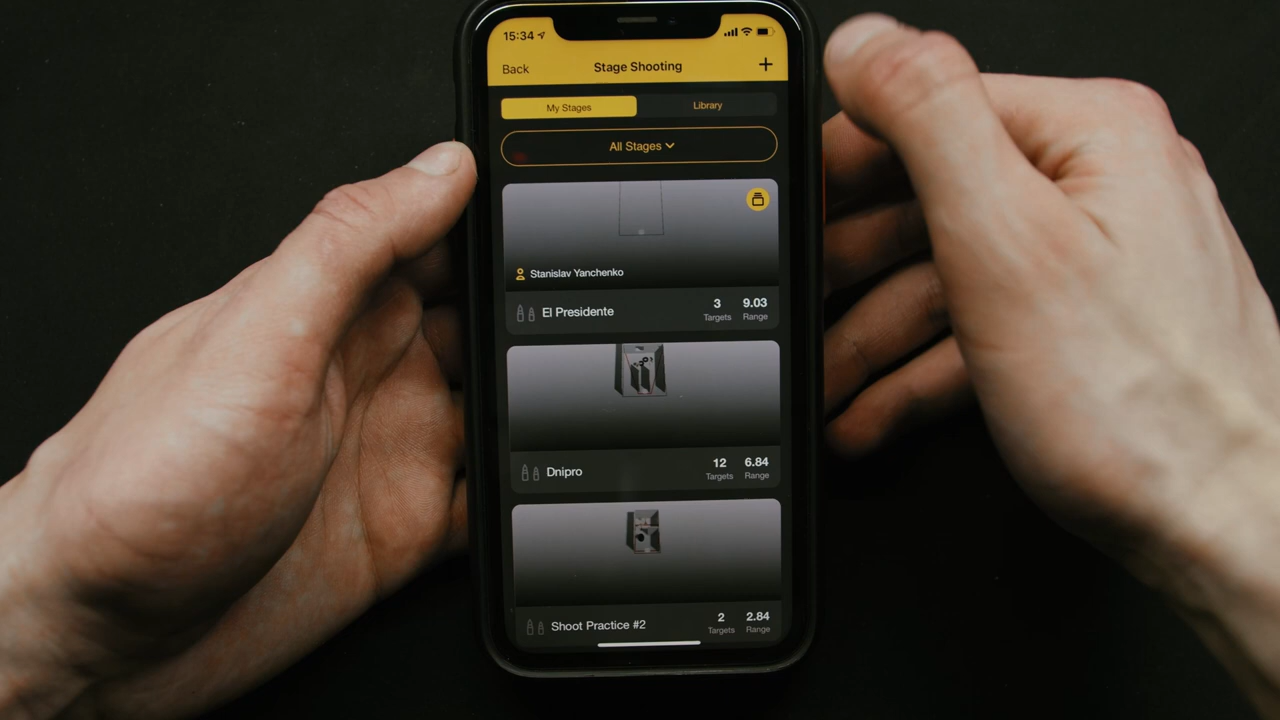 15:34
Back
Stage Shooting
+
My Stages
Library
All Stages
Stanislav Yanchenko
El Presidente
3
9.03
Targets
Range
Dnipro
12
6.84
Targets
Range
Shoot Practice #2
2
2.84
Targets
Range